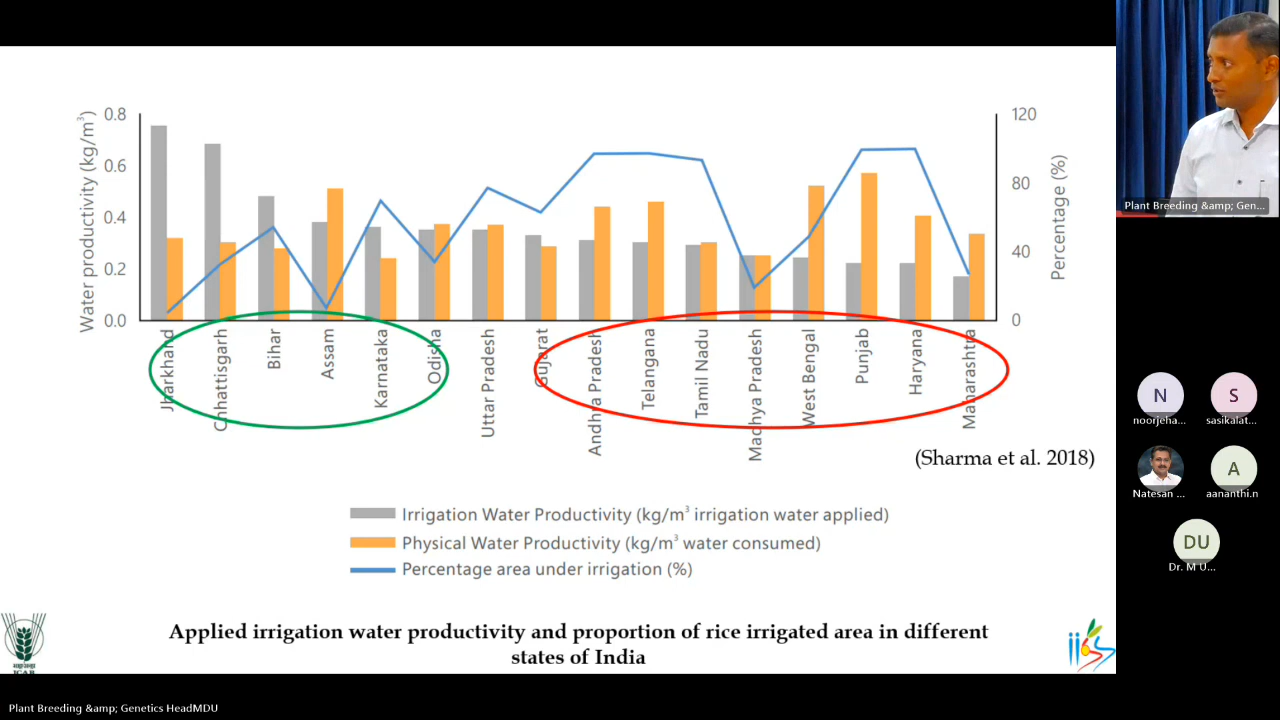 0.8
0.6
0.4
0.2
0.0
Water productivity (kg/m³)
120
80
40
0
Percentage (%)
Jharkhand
Chhattisgarh
Bihar
Assam
Karnataka
Odisha
Uttar Pradesh
Gujarat
Andhra Pradesh
Telangana
Tamil Nadu
Madhya Pradesh
West Bengal
Punjab
Haryana
Maharashtra
(Sharma et al. 2018)
Irrigation Water Productivity (kg/m³ irrigation water applied)
Physical Water Productivity (kg/m³ water consumed)
Percentage area under irrigation (%)
Applied irrigation water productivity and proportion of rice irrigated area in different
states of India
ICAR
Plant Breeding &amp; Gen...
N
noorjeha...
S
sasikalat...
Natesan ...
A
aananthi.n
DU
Dr. M U...
Plant Breeding &amp; Genetics HeadMDU